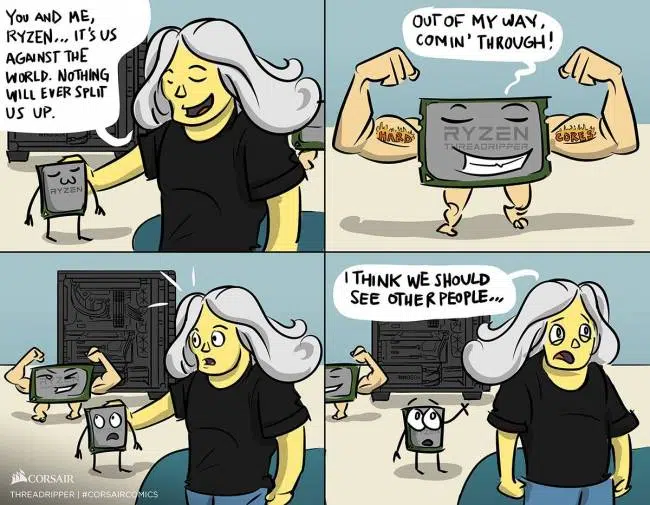 YOU AND ME,
RYZEN... IT'S US
AGAINST THE
WORLD. NOTHING
WILL EVER SPLIT
US UP.
RYZEN
OUT OF MY WAY,
COMIN' THROUGH!
HARD
CORES
RYZEN
THREADRIPPER
I THINK WE SHOULD
SEE OTHER PEOPLE...
CORSAIR
THREADRIPPER | #CORSAIRCOMICS